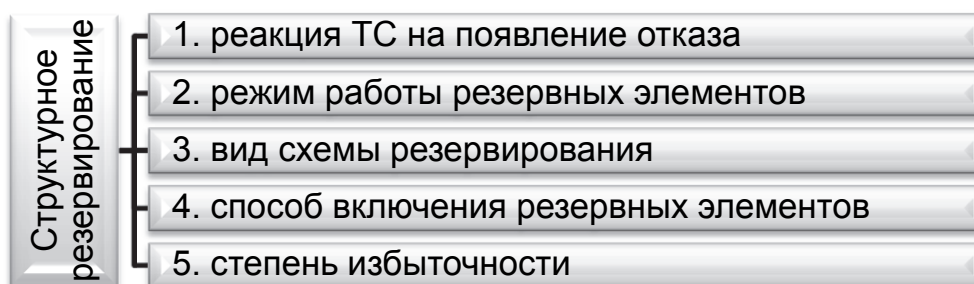 Структурное
резервирование
1. реакция ТС на появление отказа
2. режим работы резервных элементов
3. вид схемы резервирования
4. способ включения резервных элементов
5. степень избыточности